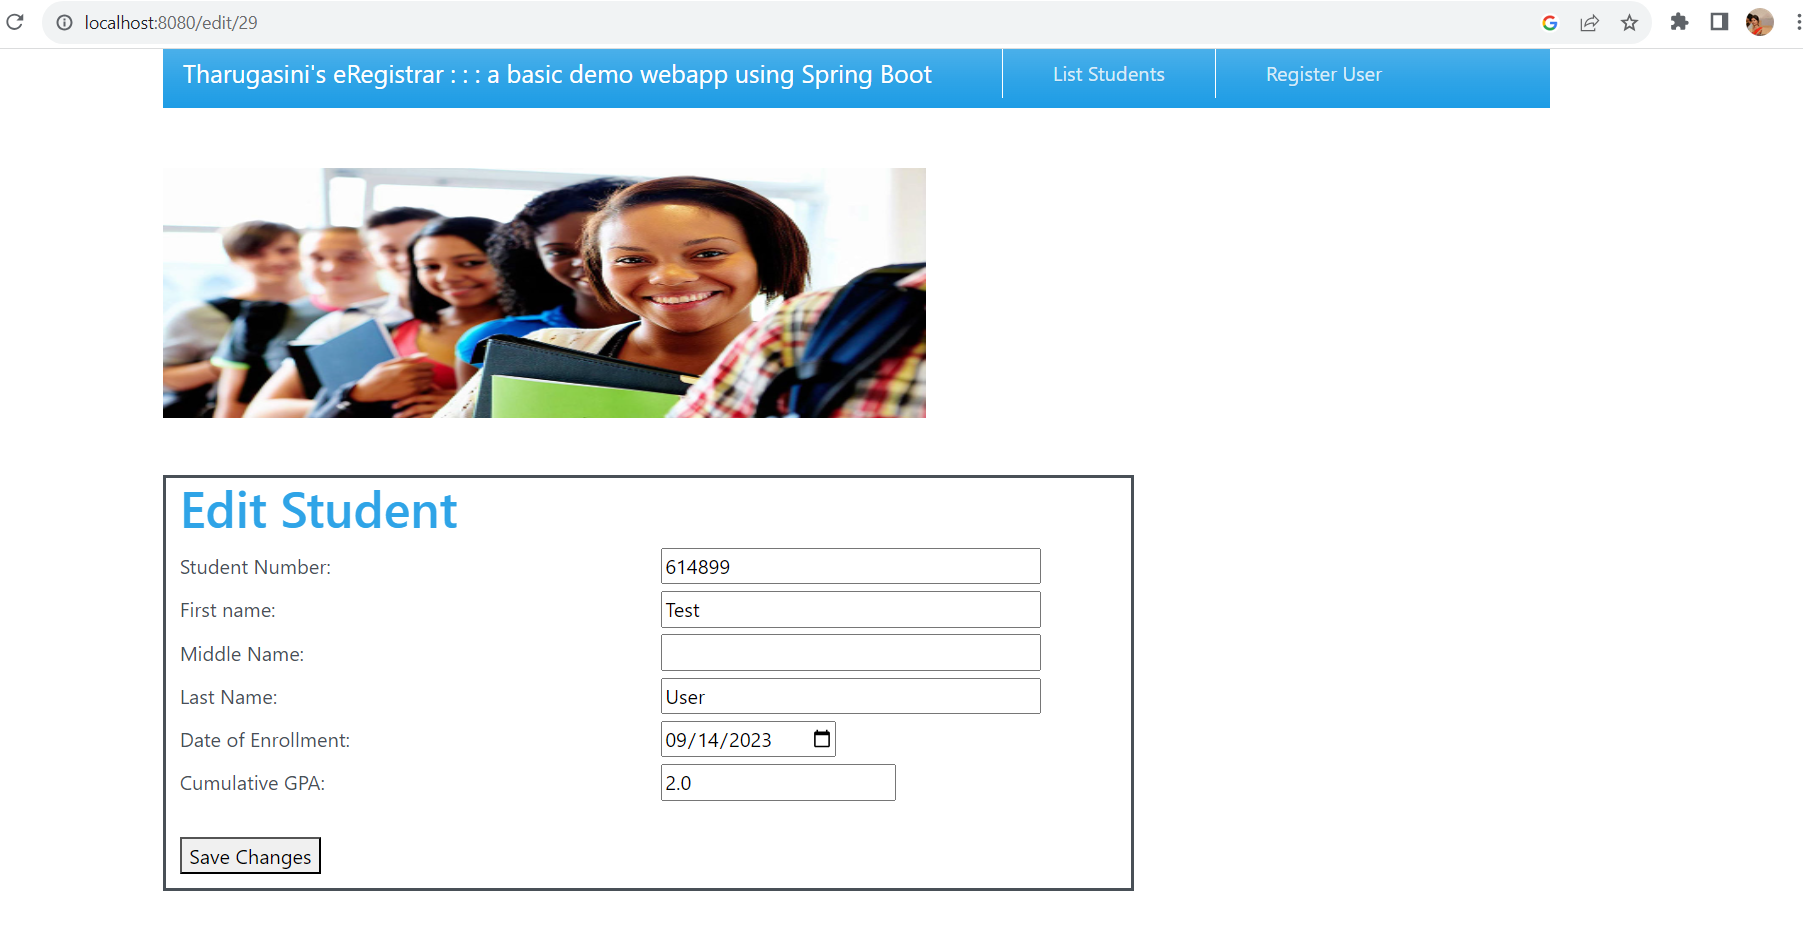 localhost:8080/edit/29
Tharugasini's eRegistrar : : : a basic demo webapp using Spring Boot
List Students
Register User
Edit Student
Student Number: 614899
First name: Test
Middle Name:
Last Name: User
Date of Enrollment: 09/14/2023
Cumulative GPA: 2.0
Save Changes